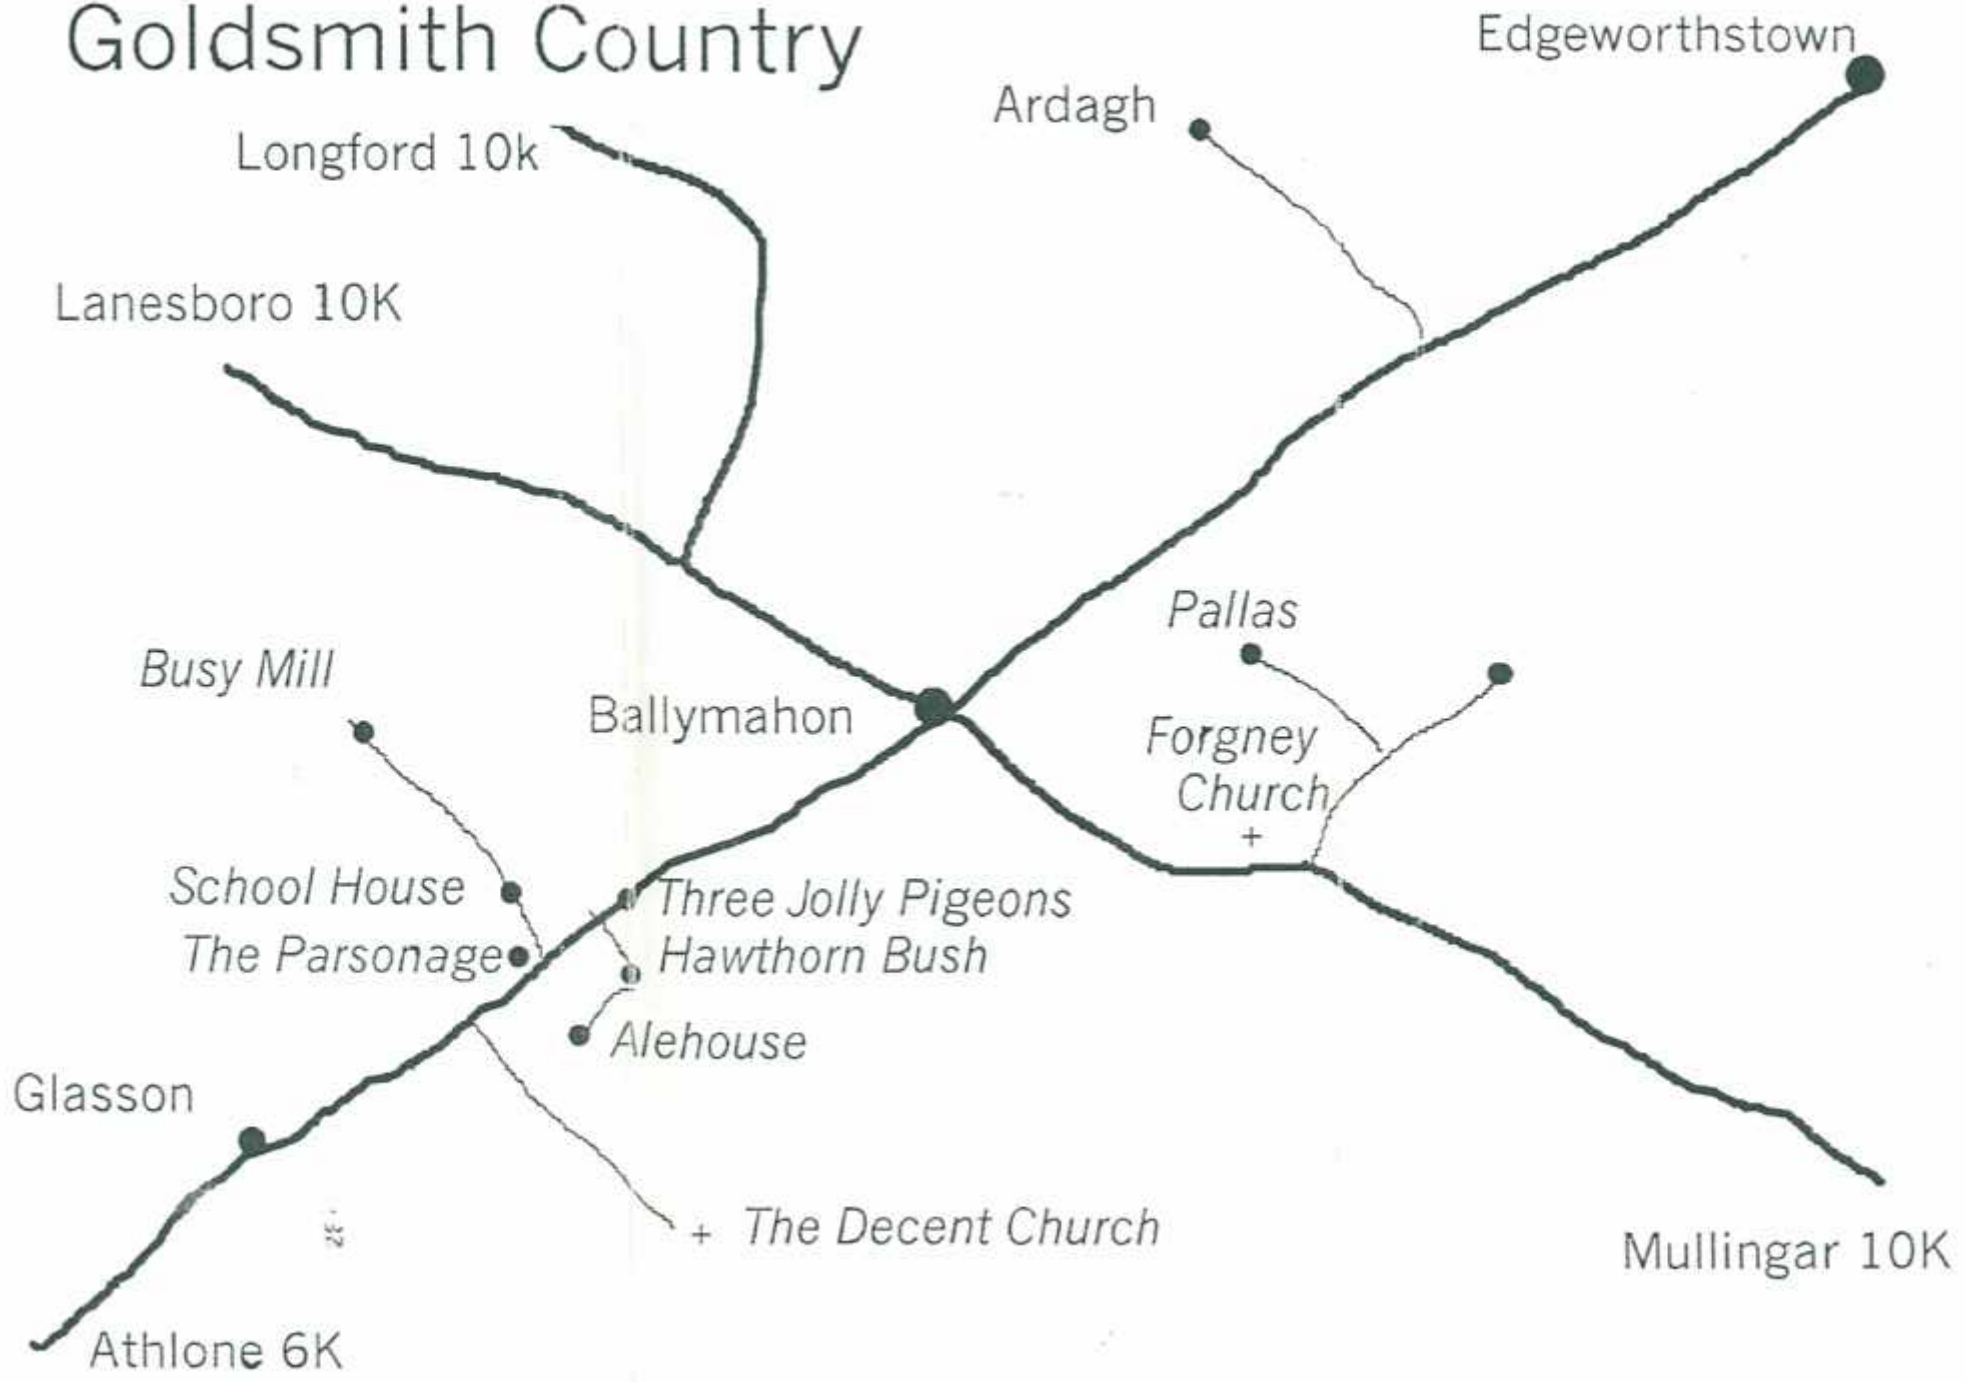 Goldsmith Country
Edgeworthstown
Ardagh
Longford 10k
Lanesboro 10K
Pallas
Busy Mill
Ballymahon
Forgney
Church
School House
Three Jolly Pigeons
The Parsonage
Hawthorn Bush
Alehouse
Glasson
The Decent Church
Mullingar 10K
Athlone 6K